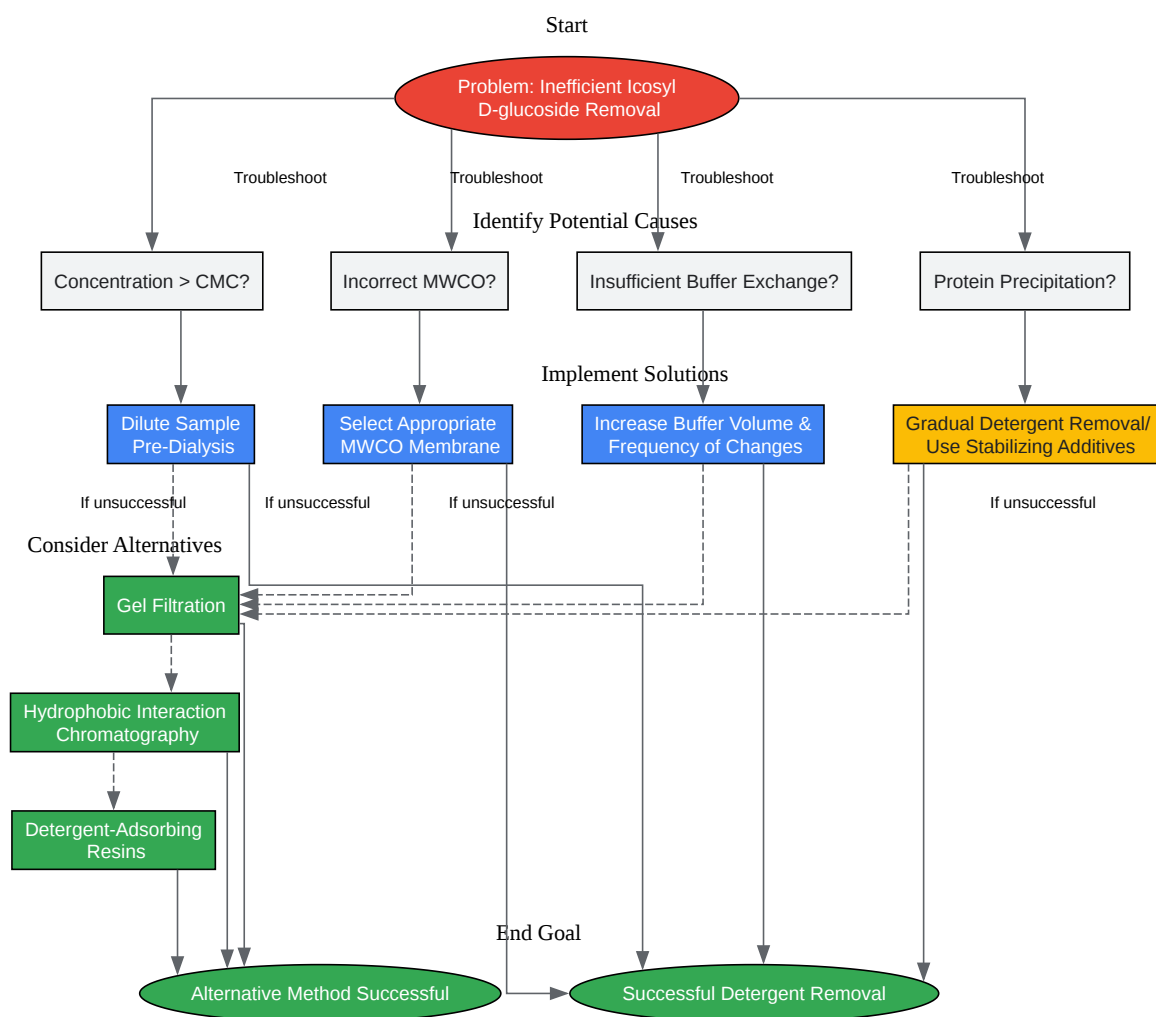 Start
Problem: Inefficient Icosyl
D-glucoside Removal
Troubleshoot
Troubleshoot
Troubleshoot
Troubleshoot
Identify Potential Causes
Concentration > CMC?
Incorrect MWCO?
Insufficient Buffer Exchange?
Protein Precipitation?
Implement Solutions
Dilute Sample
Pre-Dialysis
Select Appropriate
MWCO Membrane
Increase Buffer Volume &
Frequency of Changes
Gradual Detergent Removal/
Use Stabilizing Additives
If unsuccessful
If unsuccessful
If unsuccessful
If unsuccessful
Consider Alternatives
Gel Filtration
Hydrophobic Interaction
Chromatography
Detergent-Adsorbing
Resins
End Goal
Alternative Method Successful
Successful Detergent Removal